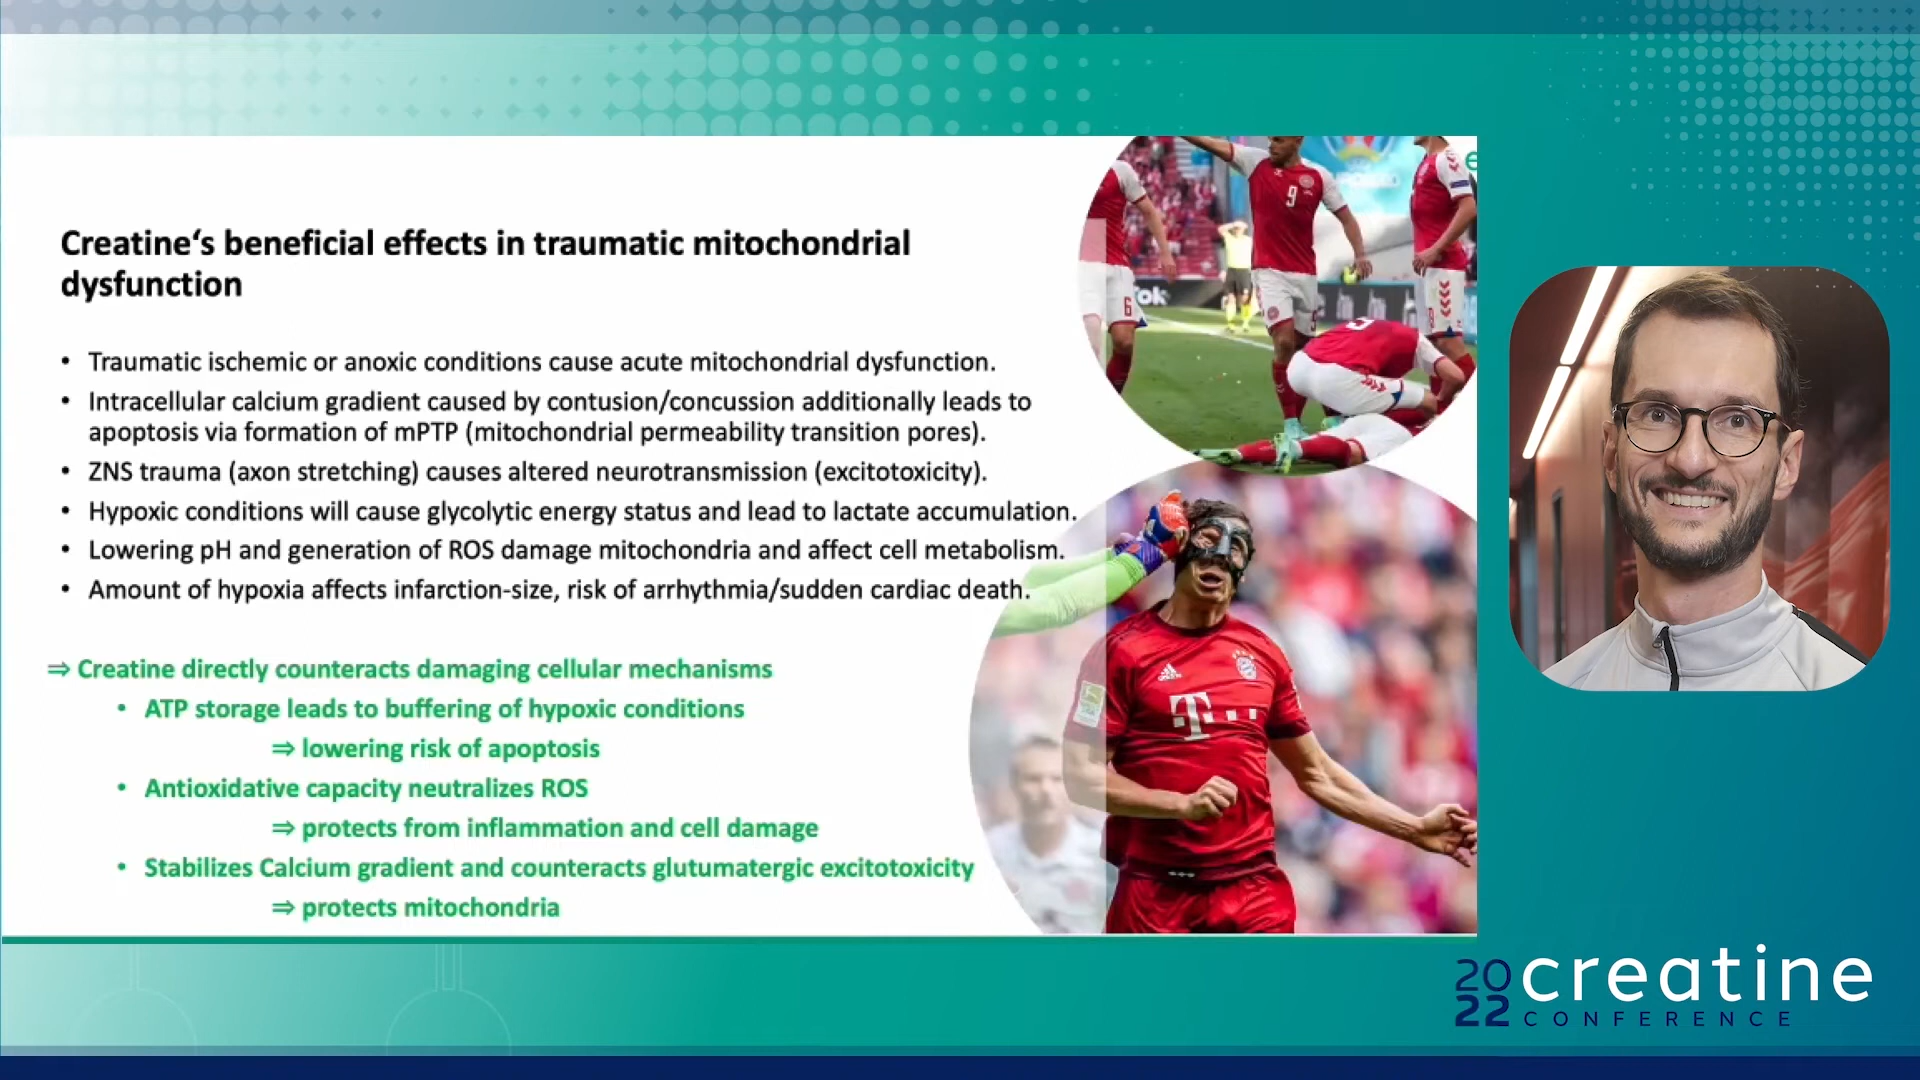 Creatine‘s beneficial effects in traumatic mitochondrial
dysfunction
• Traumatic ischemic or anoxic conditions cause acute mitochondrial dysfunction.
• Intracellular calcium gradient caused by contusion/concussion additionally leads to
apoptosis via formation of mPTP (mitochondrial permeability transition pores).
• ZNS trauma (axon stretching) causes altered neurotransmission (excitotoxicity).
• Hypoxic conditions will cause glycolytic energy status and lead to lactate accumulation.
• Lowering pH and generation of ROS damage mitochondria and affect cell metabolism.
• Amount of hypoxia affects infarction-size, risk of arrhythmia/sudden cardiac death.
⇒ Creatine directly counteracts damaging cellular mechanisms
• ATP storage leads to buffering of hypoxic conditions
⇒ lowering risk of apoptosis
• Antioxidative capacity neutralizes ROS
⇒ protects from inflammation and cell damage
• Stabilizes Calcium gradient and counteracts glutumatergic excitotoxicity
⇒ protects mitochondria
9
6
T
2022 creatine
CONFERENCE